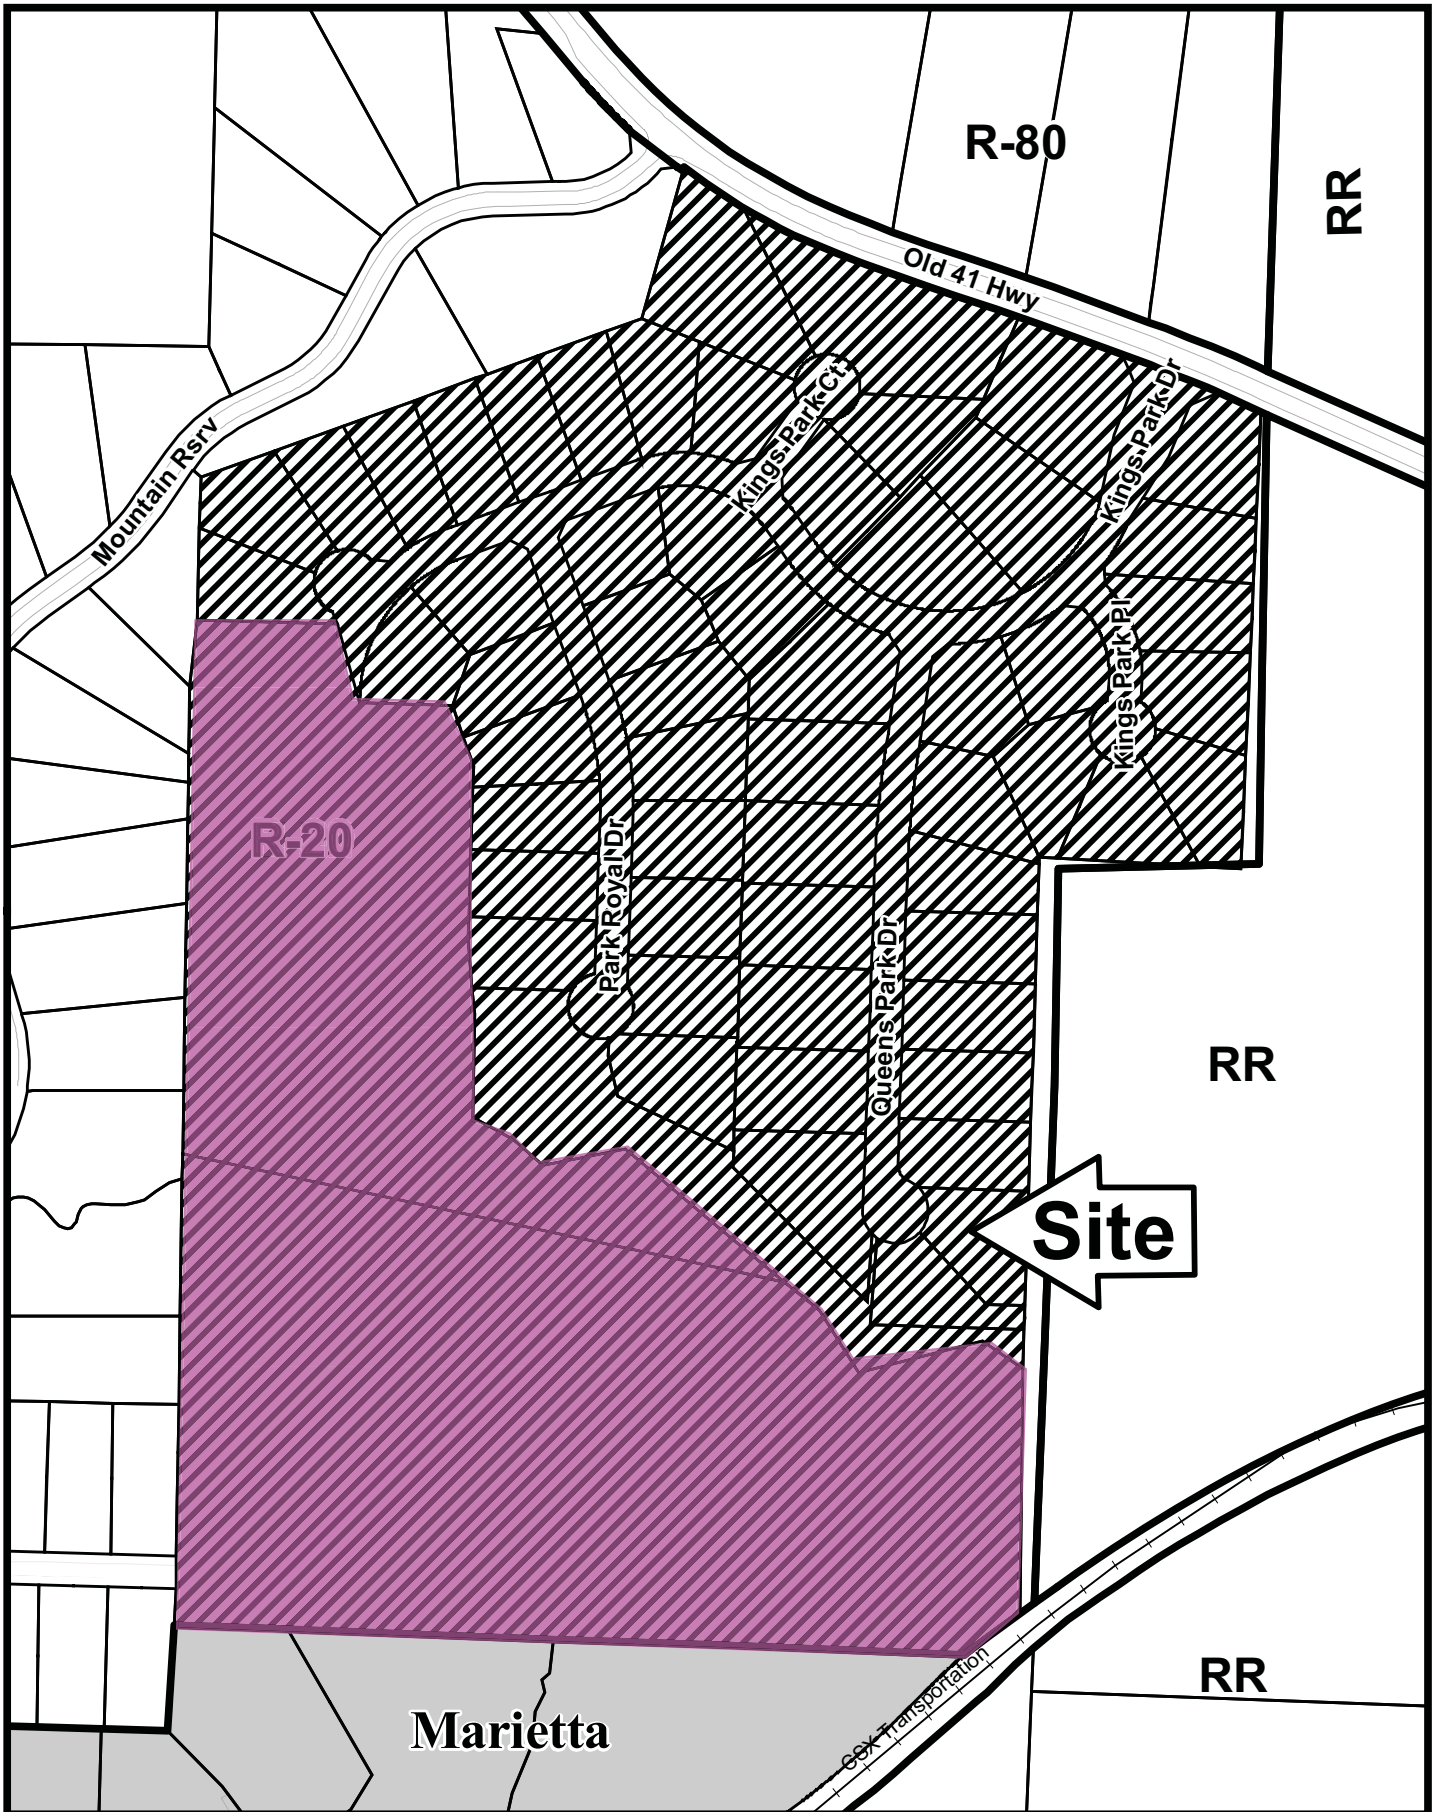 R-80
RR
Old 41 Hwy
Kings Park Ct
Kings Park Dr
Mountain Rsrv
Kings Park Pl
R-20
Park Royal Dr
Queens Park Dr
RR
Site
RR
CSX Transportation
Marietta